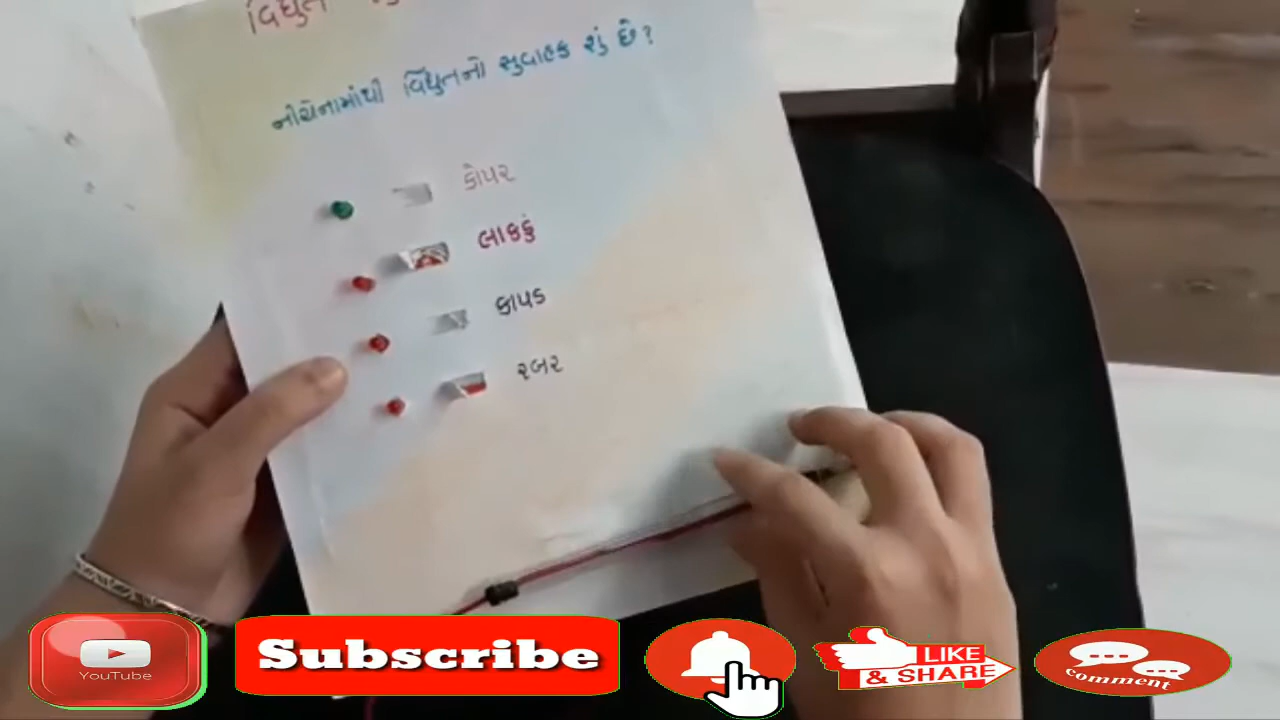 વિદ્યુત
નીચેનામાંથી વિદ્યુતનો સુવાહક શું છે?
કોપર
લાકડું
કાપડ
રબર
YouTube
Subscribe
LIKE
& SHARE
comment